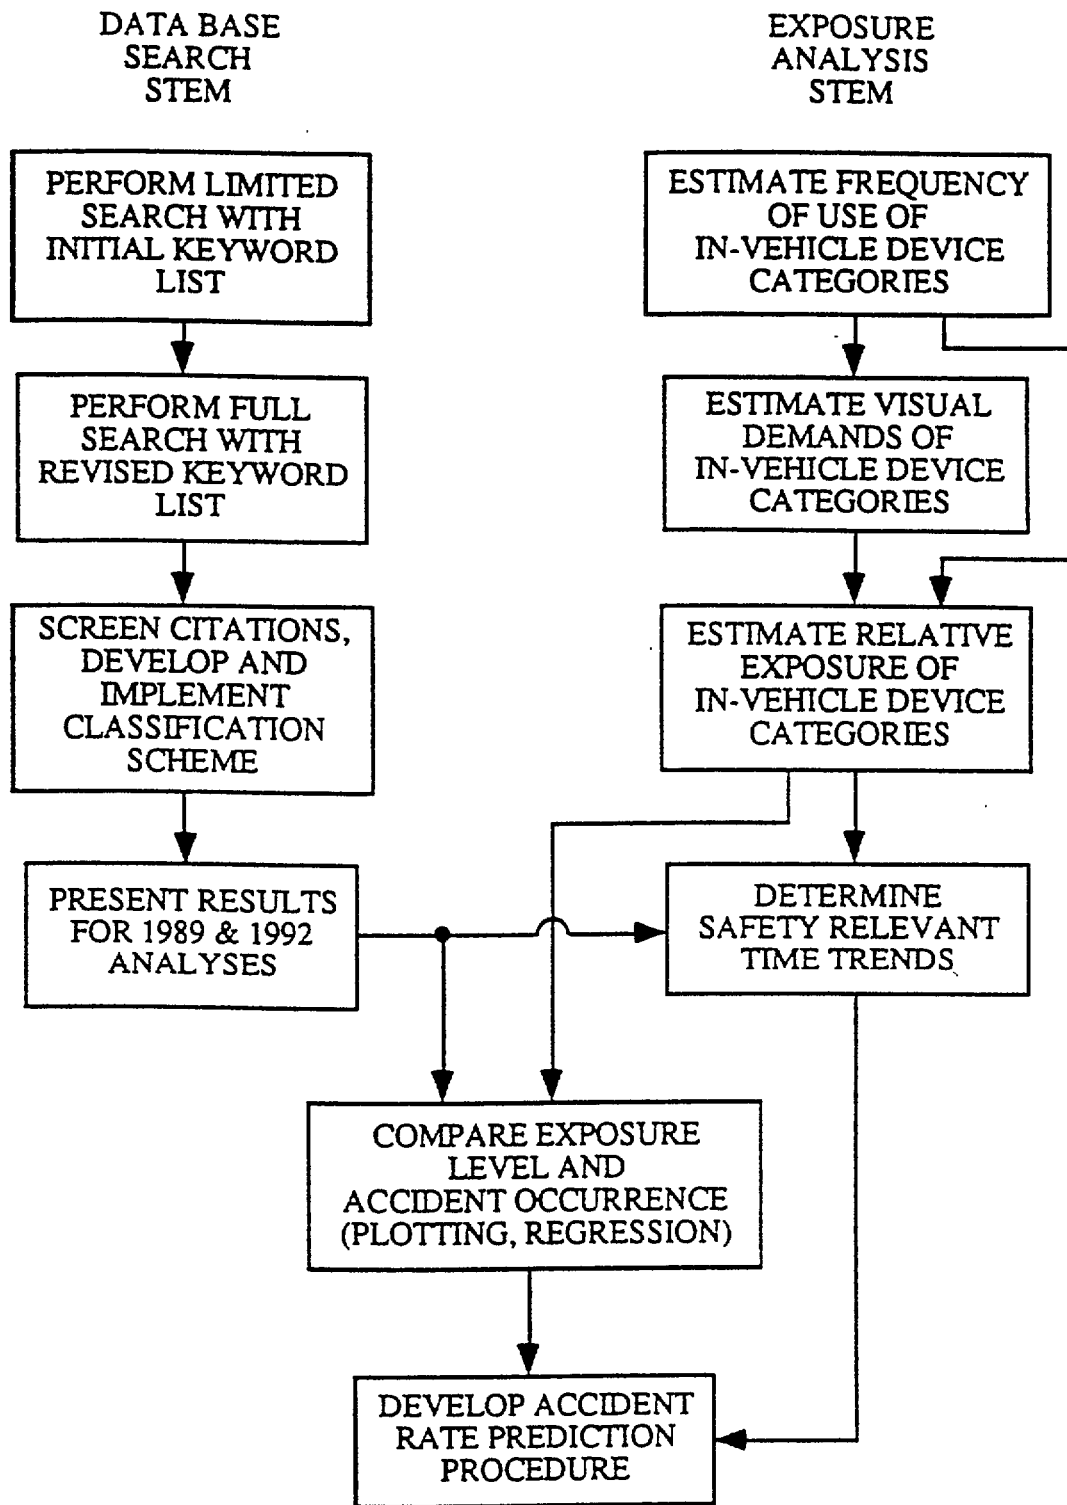 DATA BASE
SEARCH
STEM
EXPOSURE
ANALYSIS
STEM
PERFORM LIMITED
SEARCH WITH
INITIAL KEYWORD
LIST
ESTIMATE FREQUENCY
OF USE OF
IN-VEHICLE DEVICE
CATEGORIES
PERFORM FULL
SEARCH WITH
REVISED KEYWORD
LIST
ESTIMATE VISUAL
DEMANDS OF
IN-VEHICLE DEVICE
CATEGORIES
SCREEN CITATIONS,
DEVELOP AND
IMPLEMENT
CLASSIFICATION
SCHEME
ESTIMATE RELATIVE
EXPOSURE OF
IN-VEHICLE DEVICE
CATEGORIES
PRESENT RESULTS
FOR 1989 & 1992
ANALYSES
DETERMINE
SAFETY RELEVANT
TIME TRENDS
COMPARE EXPOSURE
LEVEL AND
ACCIDENT OCCURRENCE
(PLOTTING, REGRESSION)
DEVELOP ACCIDENT
RATE PREDICTION
PROCEDURE